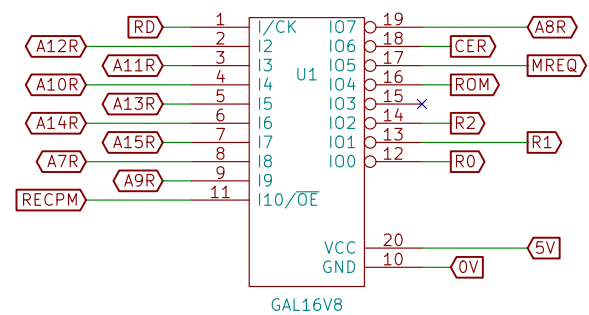 RD 1 I/CK IO7 19 A8R
A12R 2 I2 IO6 18 CER
A11R 3 I3 IO5 17 MREQ
U1
A10R 4 I4 IO4 16 ROM
A13R 5 I5 IO3 15
A14R 6 I6 IO2 14 R2
A15R 7 I7 IO1 13 R1
A7R 8 I8 IO0 12 R0
A9R 9 I9
RECPM 11 I10/OE
VCC 20 5V
GND 10 0V
GAL16V8